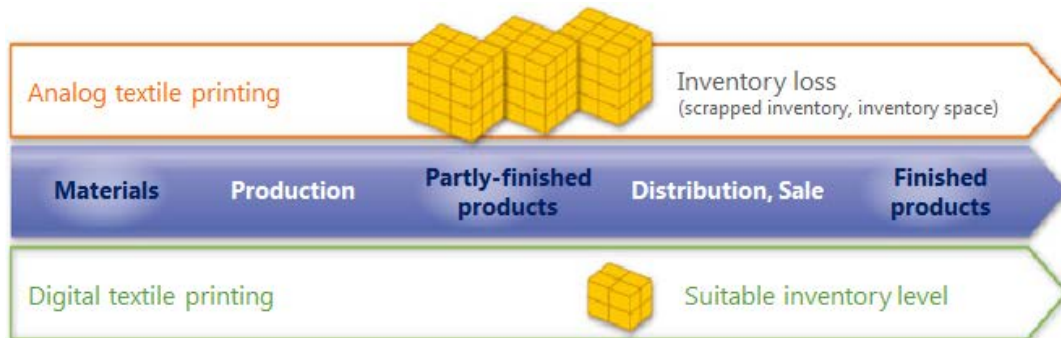 Analog textile printing
Inventory loss
(scrapped inventory, inventory space)
Materials
Production
Partly-finished
products
Distribution, Sale
Finished
products
Digital textile printing
Suitable inventory level